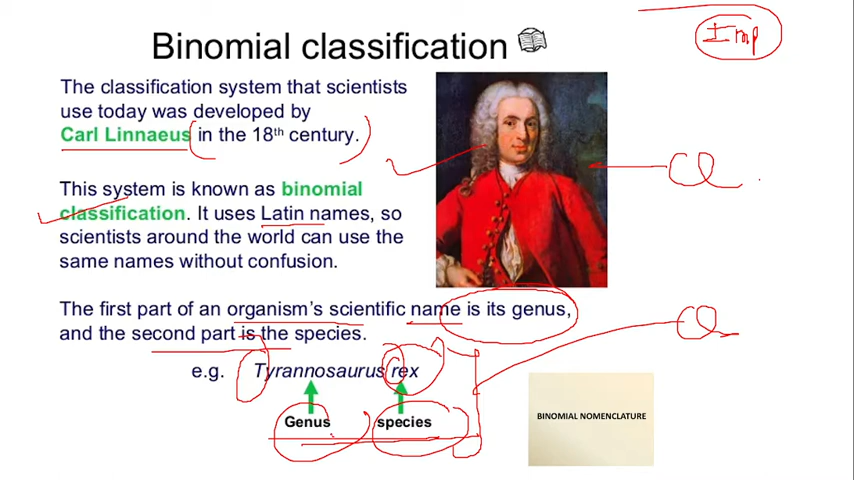 Binomial classification
Imp
The classification system that scientists
use today was developed by
Carl Linnaeus in the 18th century.
This system is known as binomial
classification. It uses Latin names, so
scientists around the world can use the
same names without confusion.
The first part of an organism's scientific name is its genus,
and the second part is the species.
e.g. Tyrannosaurus rex
Genus species
BINOMIAL NOMENCLATURE